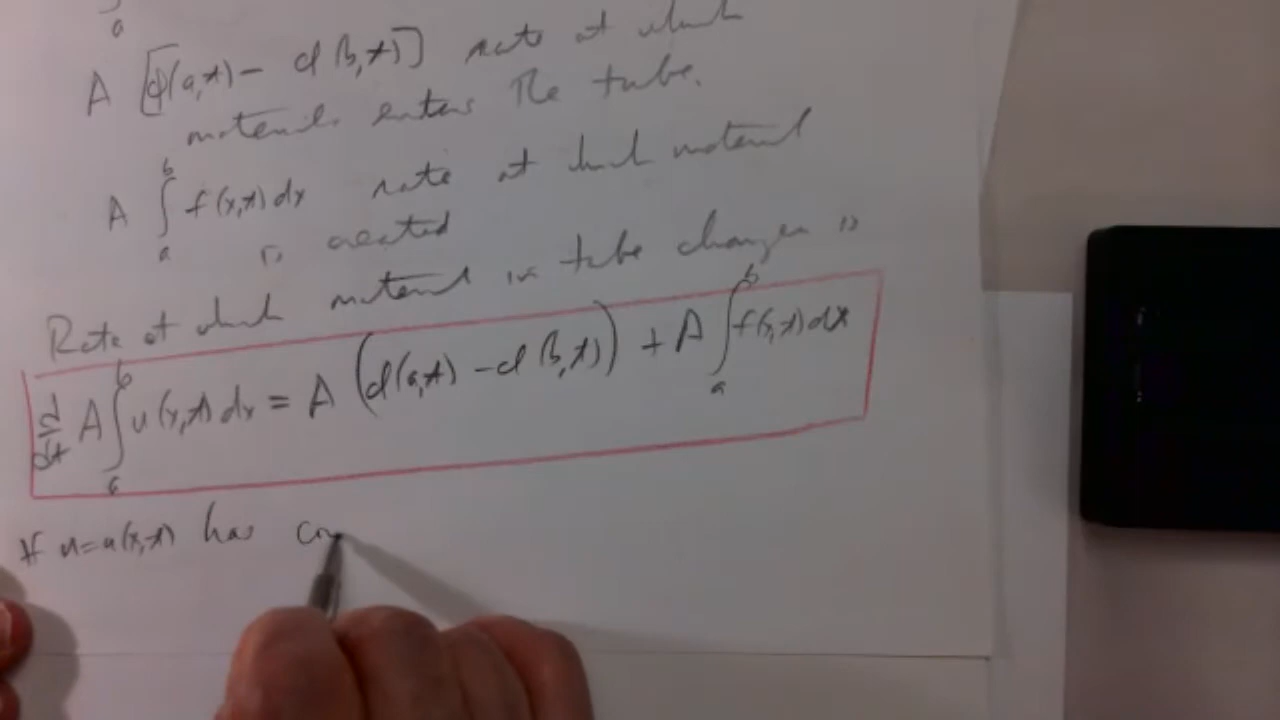 a
A [φ(a,t) - φ(b,t)] rate at which
material enters the tube.
A ∫_a^b f(x,t) dx rate at which material
is created
Rate at which material in tube changes is
d/dt A ∫_a^b u(x,t) dx = A (φ(a,t) - φ(b,t)) + A ∫_a^b f(x,t) dx
If u=u(x,t) has con